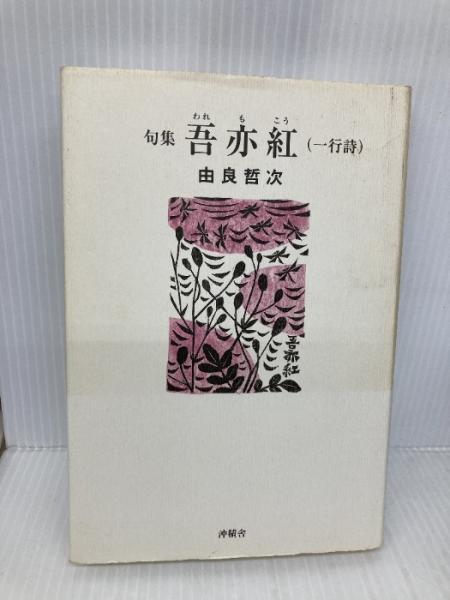 われ も こう
句集 吾亦紅 (一行詩)
由良哲次
吾亦紅
沖積舎